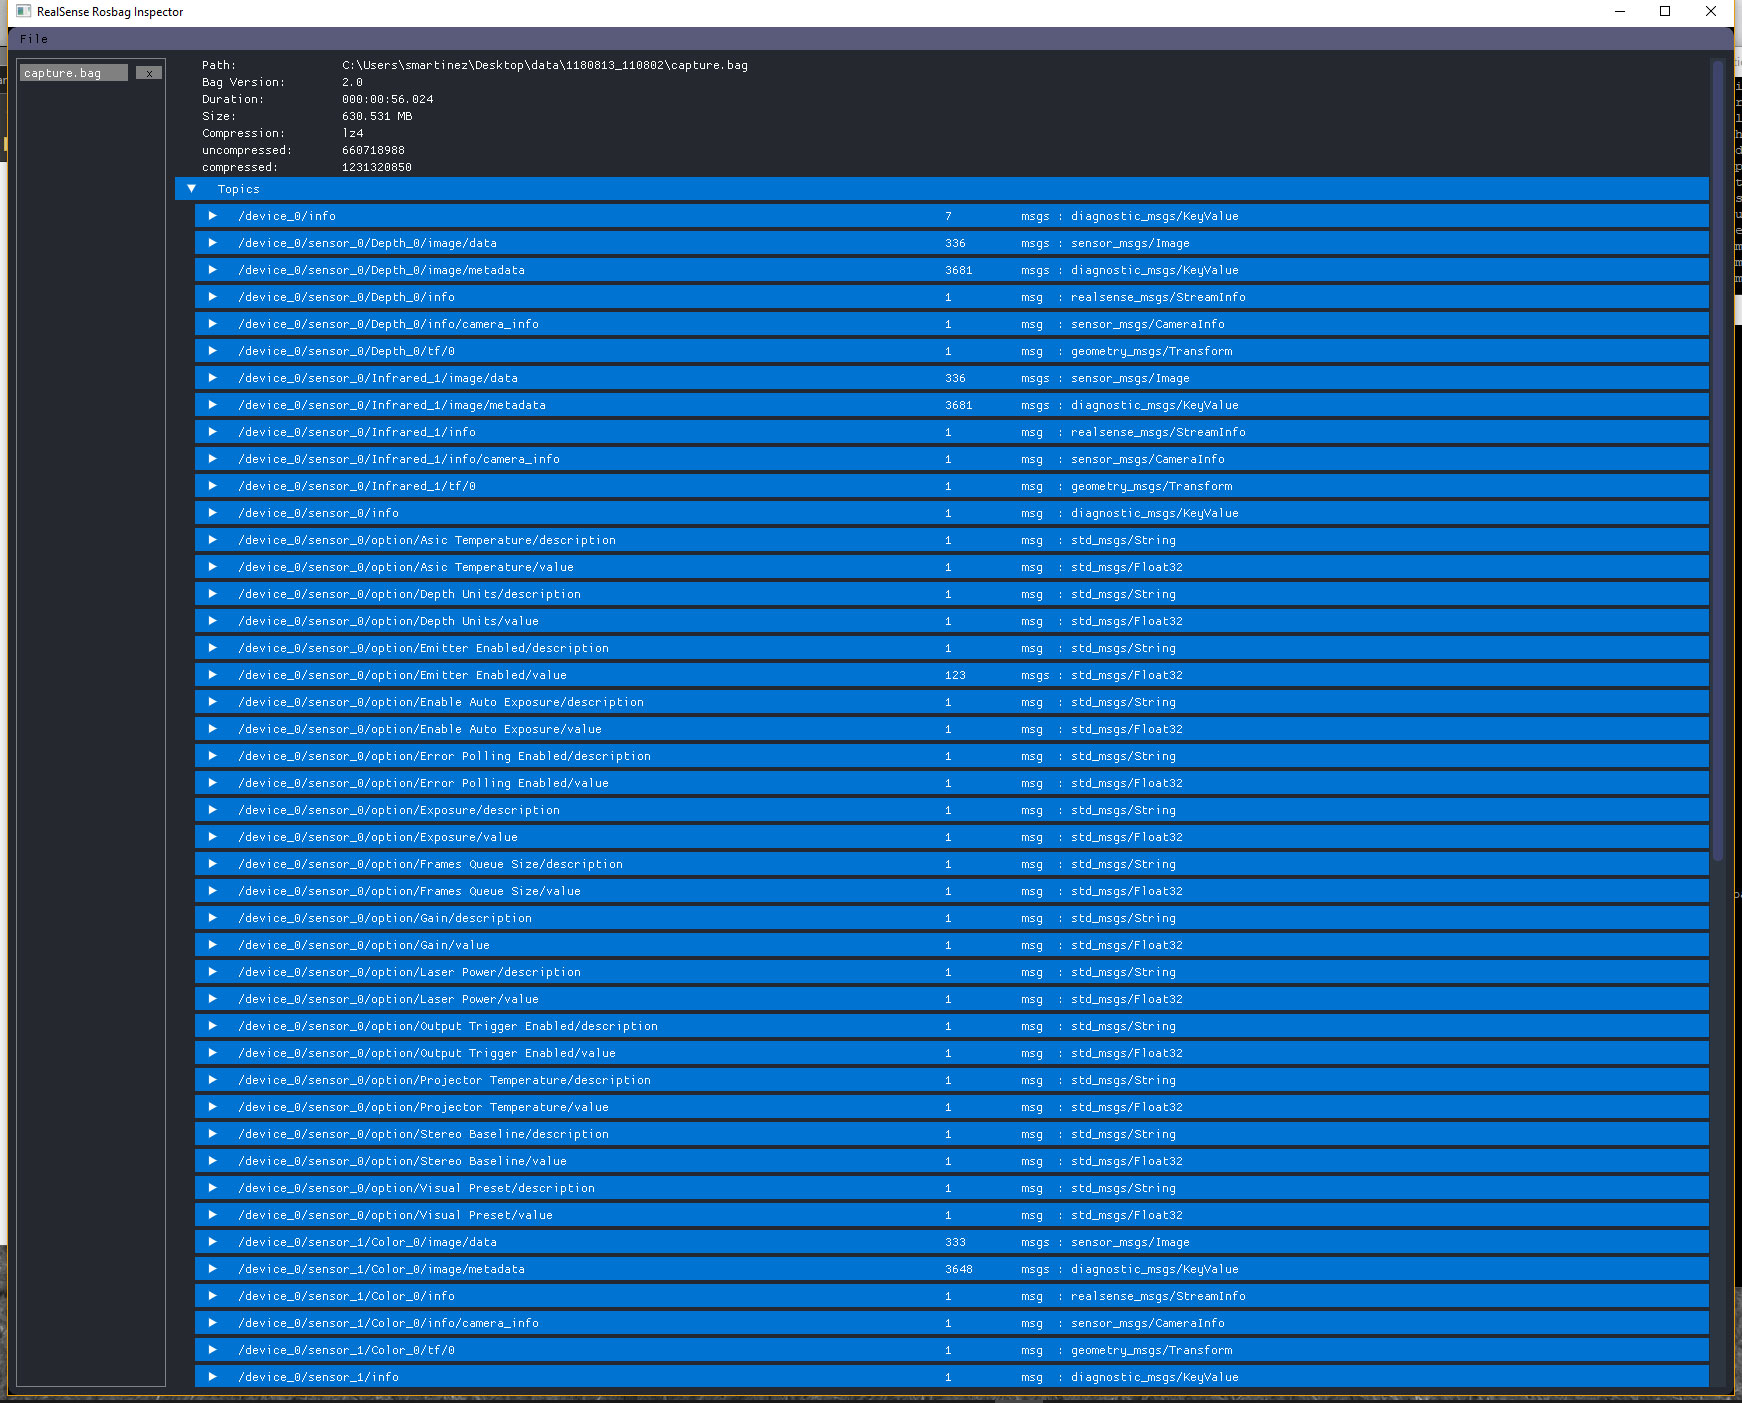 RealSense Rosbag Inspector
File
capture.bag x
Path: C:\Users\smartinez\Desktop\data\1180813_110802\capture.bag
Bag Version: 2.0
Duration: 000:00:56.024
Size: 630.531 MB
Compression: lz4
uncompressed: 660718988
compressed: 1231320850
Topics
/device_0/info 7 msgs : diagnostic_msgs/KeyValue
/device_0/sensor_0/Depth_0/image/data 336 msgs : sensor_msgs/Image
/device_0/sensor_0/Depth_0/image/metadata 3681 msgs : diagnostic_msgs/KeyValue
/device_0/sensor_0/Depth_0/info 1 msg : realsense_msgs/StreamInfo
/device_0/sensor_0/Depth_0/info/camera_info 1 msg : sensor_msgs/CameraInfo
/device_0/sensor_0/Depth_0/tf/0 1 msg : geometry_msgs/Transform
/device_0/sensor_0/Infrared_1/image/data 336 msgs : sensor_msgs/Image
/device_0/sensor_0/Infrared_1/image/metadata 3681 msgs : diagnostic_msgs/KeyValue
/device_0/sensor_0/Infrared_1/info 1 msg : realsense_msgs/StreamInfo
/device_0/sensor_0/Infrared_1/info/camera_info 1 msg : sensor_msgs/CameraInfo
/device_0/sensor_0/Infrared_1/tf/0 1 msg : geometry_msgs/Transform
/device_0/sensor_0/info 1 msg : diagnostic_msgs/KeyValue
/device_0/sensor_0/option/Asic Temperature/description 1 msg : std_msgs/String
/device_0/sensor_0/option/Asic Temperature/value 1 msg : std_msgs/Float32
/device_0/sensor_0/option/Depth Units/description 1 msg : std_msgs/String
/device_0/sensor_0/option/Depth Units/value 1 msg : std_msgs/Float32
/device_0/sensor_0/option/Emitter Enabled/description 1 msg : std_msgs/String
/device_0/sensor_0/option/Emitter Enabled/value 123 msgs : std_msgs/Float32
/device_0/sensor_0/option/Enable Auto Exposure/description 1 msg : std_msgs/String
/device_0/sensor_0/option/Enable Auto Exposure/value 1 msg : std_msgs/Float32
/device_0/sensor_0/option/Error Polling Enabled/description 1 msg : std_msgs/String
/device_0/sensor_0/option/Error Polling Enabled/value 1 msg : std_msgs/Float32
/device_0/sensor_0/option/Exposure/description 1 msg : std_msgs/String
/device_0/sensor_0/option/Exposure/value 1 msg : std_msgs/Float32
/device_0/sensor_0/option/Frames Queue Size/description 1 msg : std_msgs/String
/device_0/sensor_0/option/Frames Queue Size/value 1 msg : std_msgs/Float32
/device_0/sensor_0/option/Gain/description 1 msg : std_msgs/String
/device_0/sensor_0/option/Gain/value 1 msg : std_msgs/Float32
/device_0/sensor_0/option/Laser Power/description 1 msg : std_msgs/String
/device_0/sensor_0/option/Laser Power/value 1 msg : std_msgs/Float32
/device_0/sensor_0/option/Output Trigger Enabled/description 1 msg : std_msgs/String
/device_0/sensor_0/option/Output Trigger Enabled/value 1 msg : std_msgs/Float32
/device_0/sensor_0/option/Projector Temperature/description 1 msg : std_msgs/String
/device_0/sensor_0/option/Projector Temperature/value 1 msg : std_msgs/Float32
/device_0/sensor_0/option/Stereo Baseline/description 1 msg : std_msgs/String
/device_0/sensor_0/option/Stereo Baseline/value 1 msg : std_msgs/Float32
/device_0/sensor_0/option/Visual Preset/description 1 msg : std_msgs/String
/device_0/sensor_0/option/Visual Preset/value 1 msg : std_msgs/Float32
/device_0/sensor_1/Color_0/image/data 333 msgs : sensor_msgs/Image
/device_0/sensor_1/Color_0/image/metadata 3648 msgs : diagnostic_msgs/KeyValue
/device_0/sensor_1/Color_0/info 1 msg : realsense_msgs/StreamInfo
/device_0/sensor_1/Color_0/info/camera_info 1 msg : sensor_msgs/CameraInfo
/device_0/sensor_1/Color_0/tf/0 1 msg : geometry_msgs/Transform
/device_0/sensor_1/info 1 msg : diagnostic_msgs/KeyValue